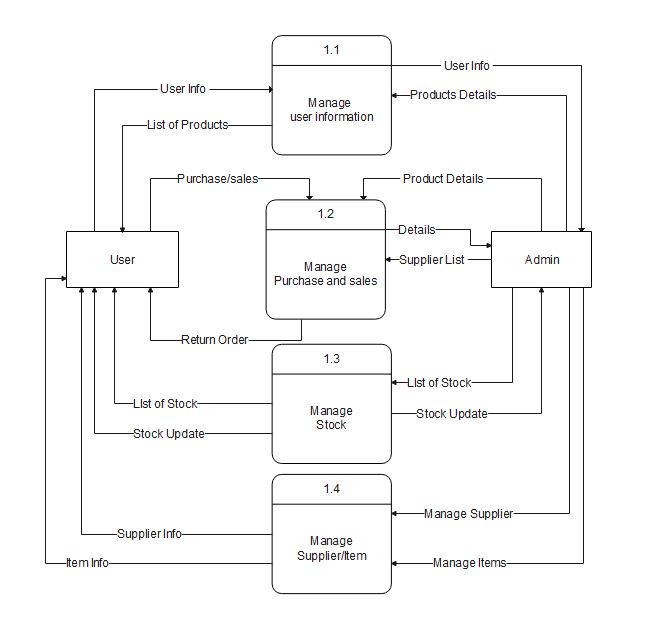 1.1
User Info
User Info
Products Details
Manage
user information
List of Products
Purchase/sales
Product Details
1.2
Details
User
Manage
Purchase and sales
Supplier List
Admin
Return Order
1.3
LIst of Stock
LIst of Stock
Manage
Stock
Stock Update
Stock Update
1.4
Manage Supplier
Supplier Info
Manage
Supplier/Item
Item Info
Manage Items